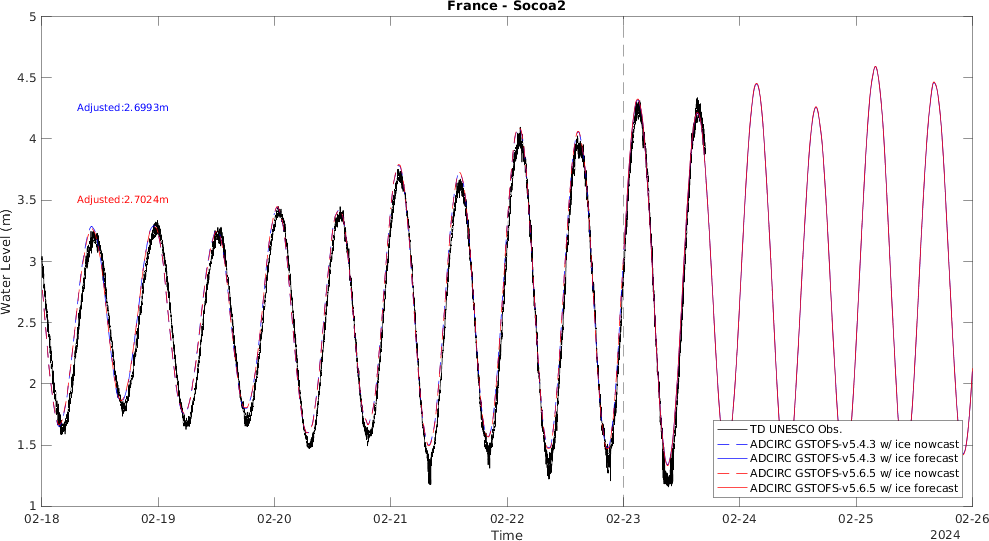 France - Socoa2
5
4.5
4
3.5
3
2.5
2
1.5
1
Water Level (m)
Adjusted:2.6993m
Adjusted:2.7024m
TD UNESCO Obs.
ADCIRC GSTOFS-v5.4.3 w/ ice nowcast
ADCIRC GSTOFS-v5.4.3 w/ ice forecast
ADCIRC GSTOFS-v5.6.5 w/ ice nowcast
ADCIRC GSTOFS-v5.6.5 w/ ice forecast
02-18 02-19 02-20 02-21 02-22 02-23 02-24 02-25 02-26
Time
2024